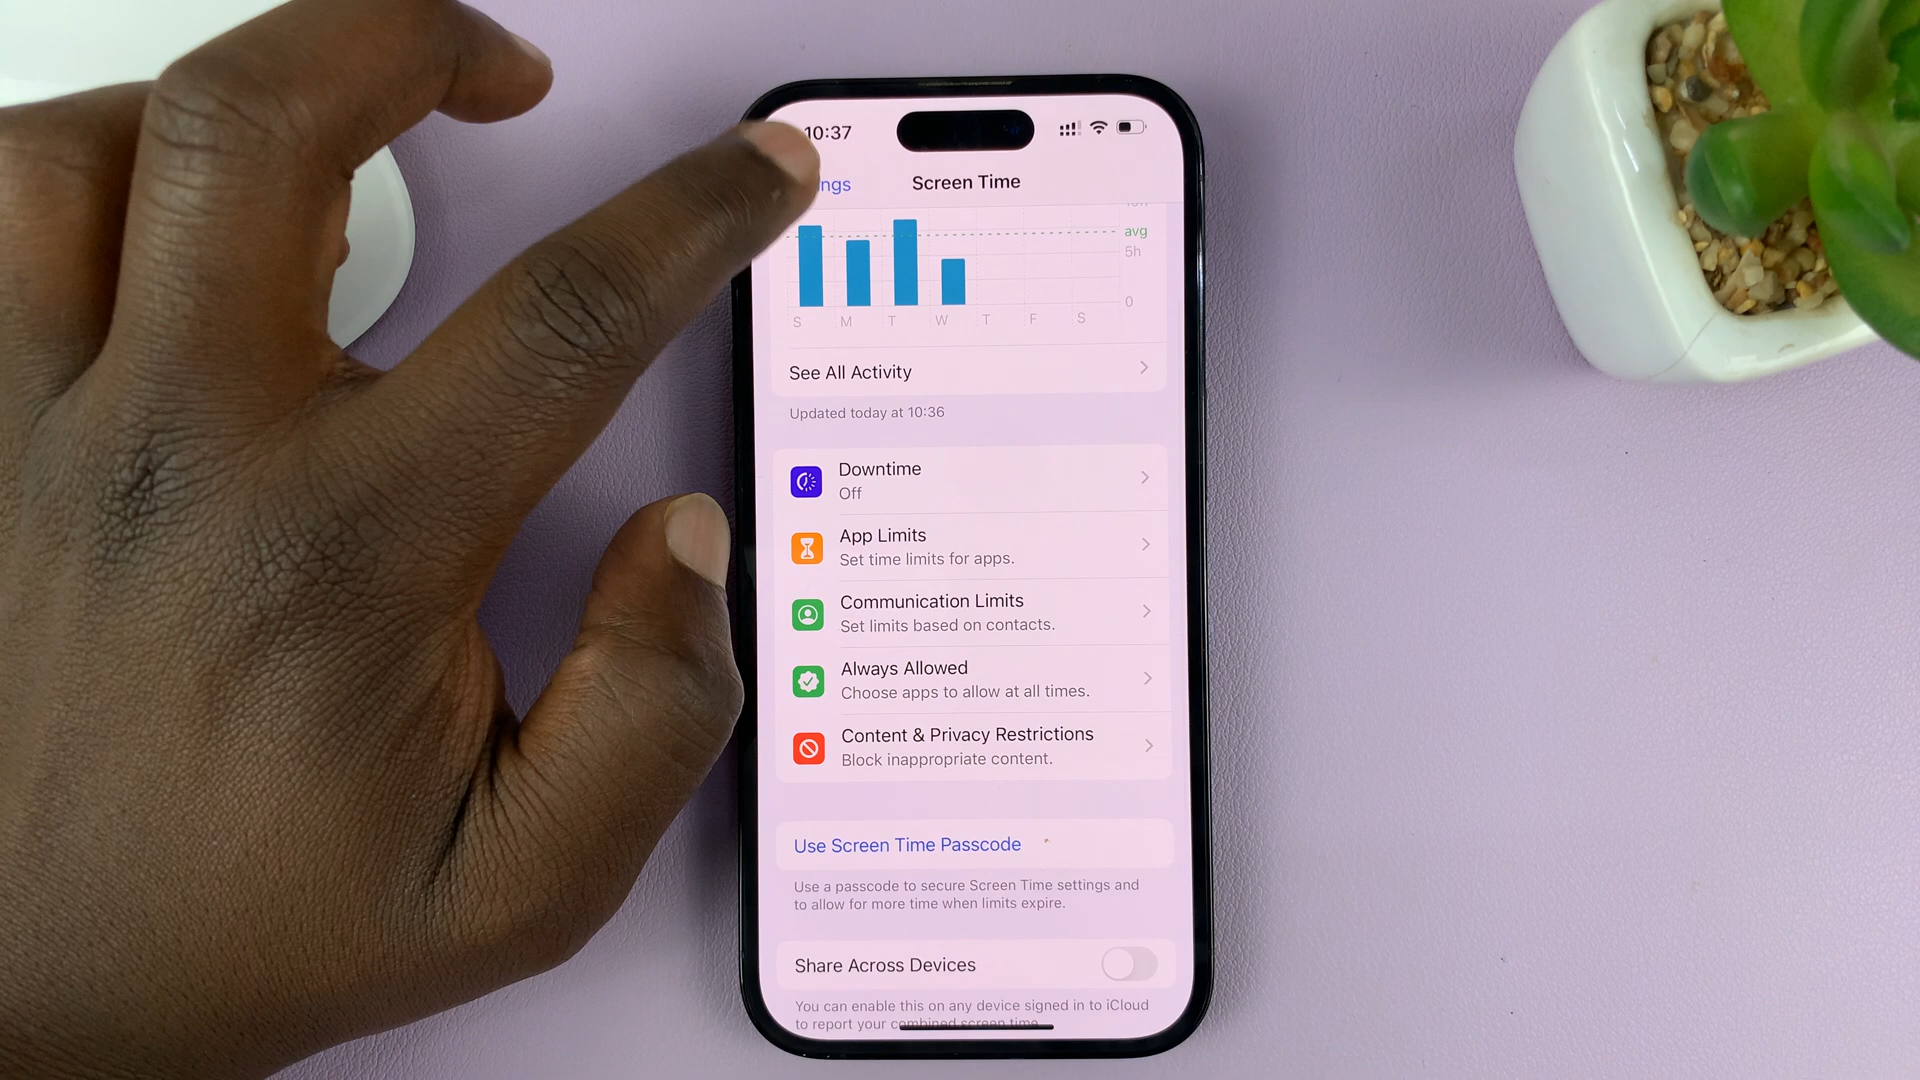 10:37
ngs
Screen Time
avg
5h
0
S M T W T F S
See All Activity
Updated today at 10:36
Downtime
Off
App Limits
Set time limits for apps.
Communication Limits
Set limits based on contacts.
Always Allowed
Choose apps to allow at all times.
Content & Privacy Restrictions
Block inappropriate content.
Use Screen Time Passcode
Use a passcode to secure Screen Time settings and
to allow for more time when limits expire.
Share Across Devices
You can enable this on any device signed in to iCloud
to report your combined screen time.